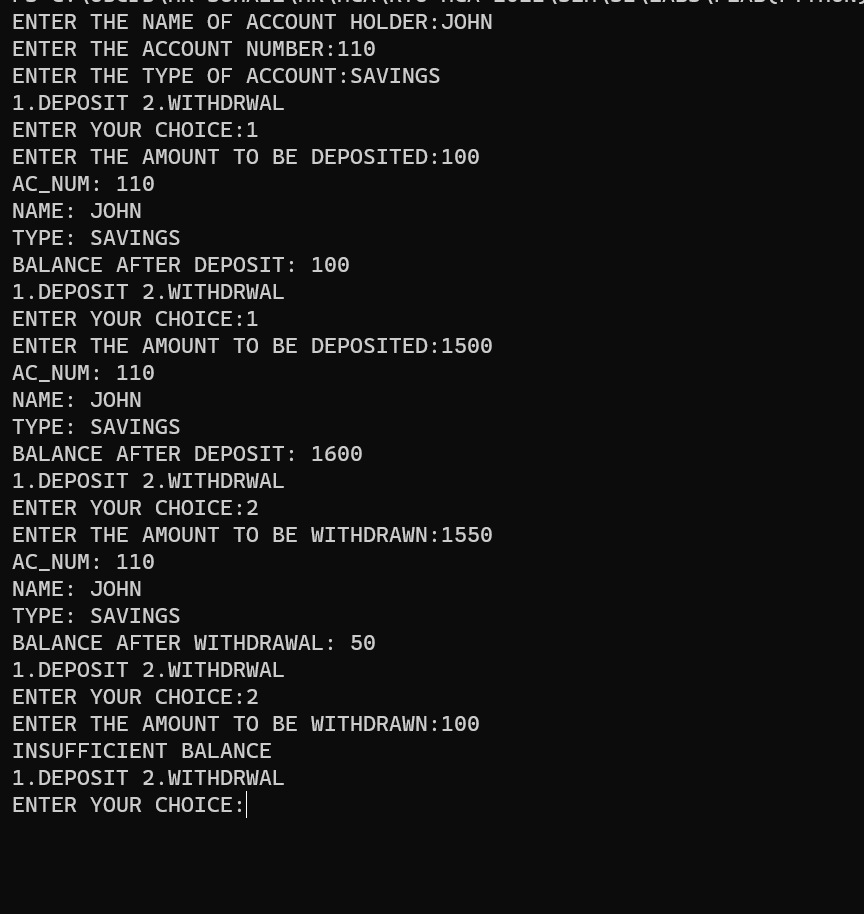 ENTER THE NAME OF ACCOUNT HOLDER:JOHN
ENTER THE ACCOUNT NUMBER:110
ENTER THE TYPE OF ACCOUNT:SAVINGS
1.DEPOSIT 2.WITHDRWAL
ENTER YOUR CHOICE:1
ENTER THE AMOUNT TO BE DEPOSITED:100
AC_NUM: 110
NAME: JOHN
TYPE: SAVINGS
BALANCE AFTER DEPOSIT: 100
1.DEPOSIT 2.WITHDRWAL
ENTER YOUR CHOICE:1
ENTER THE AMOUNT TO BE DEPOSITED:1500
AC_NUM: 110
NAME: JOHN
TYPE: SAVINGS
BALANCE AFTER DEPOSIT: 1600
1.DEPOSIT 2.WITHDRWAL
ENTER YOUR CHOICE:2
ENTER THE AMOUNT TO BE WITHDRAWN:1550
AC_NUM: 110
NAME: JOHN
TYPE: SAVINGS
BALANCE AFTER WITHDRAWAL: 50
1.DEPOSIT 2.WITHDRWAL
ENTER YOUR CHOICE:2
ENTER THE AMOUNT TO BE WITHDRAWN:100
INSUFFICIENT BALANCE
1.DEPOSIT 2.WITHDRWAL
ENTER YOUR CHOICE: